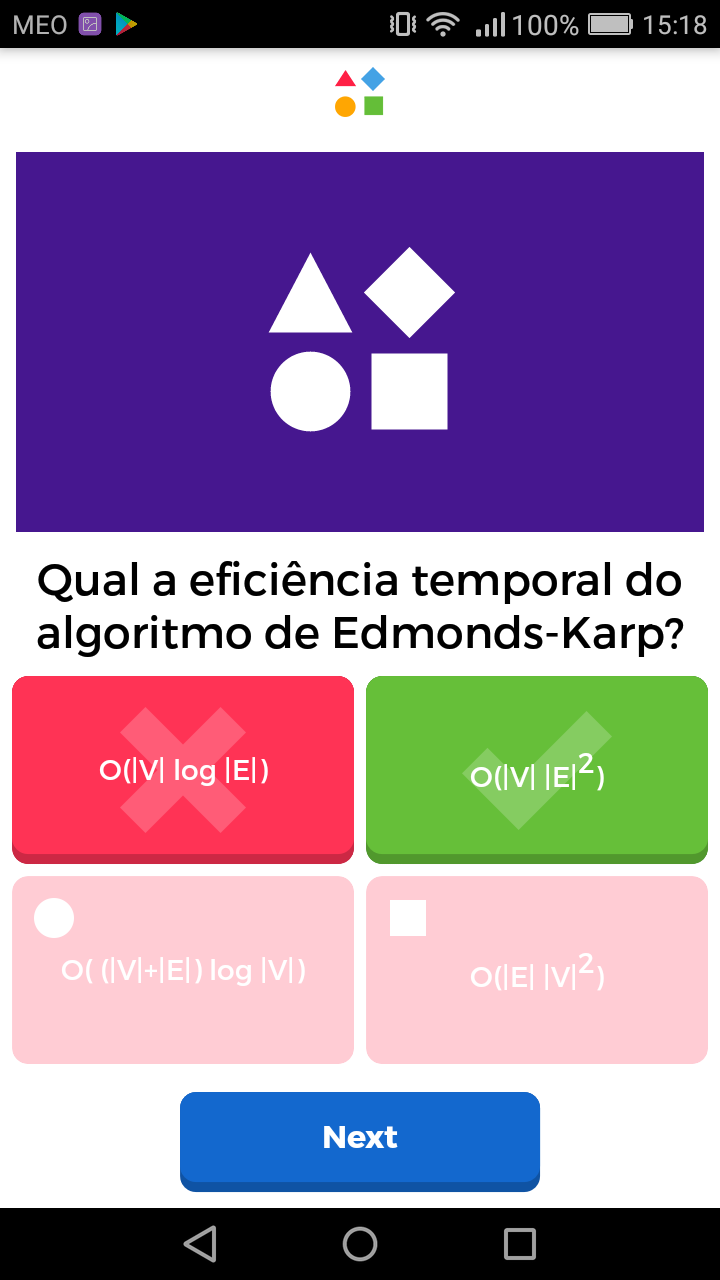 MEO 100% 15:18
Qual a eficiência temporal do
algoritmo de Edmonds-Karp?
O(|V| log |E|)
O(|V| |E|²)
O( (|V|+|E|) log |V|)
O(|E| |V|²)
Next